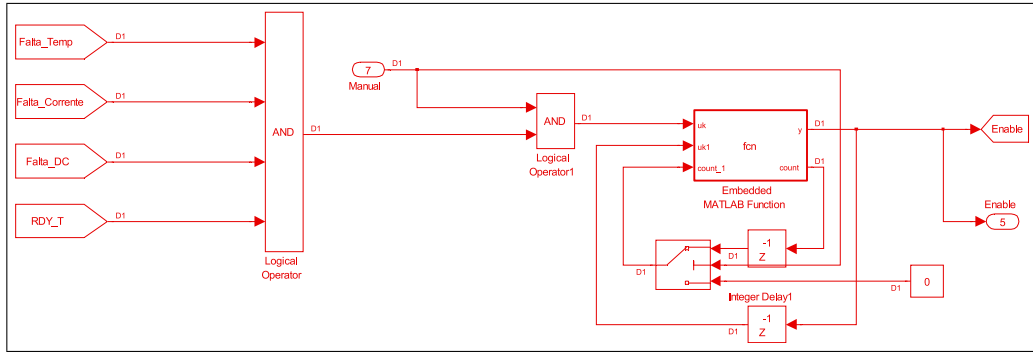 Falta_Temp
D1
Falta_Corrente
D1
Falta_DC
D1
RDY_T
D1
AND
D1
Logical
Operator
7
D1
Manual
AND
D1
Logical
Operator1
uk
uk1
count_1
fcn
y
count
D1
D1
Embedded
MATLAB Function
Enable
Enable
5
D1
-1
Z
D1
D1
0
Integer Delay1
-1
Z
D1